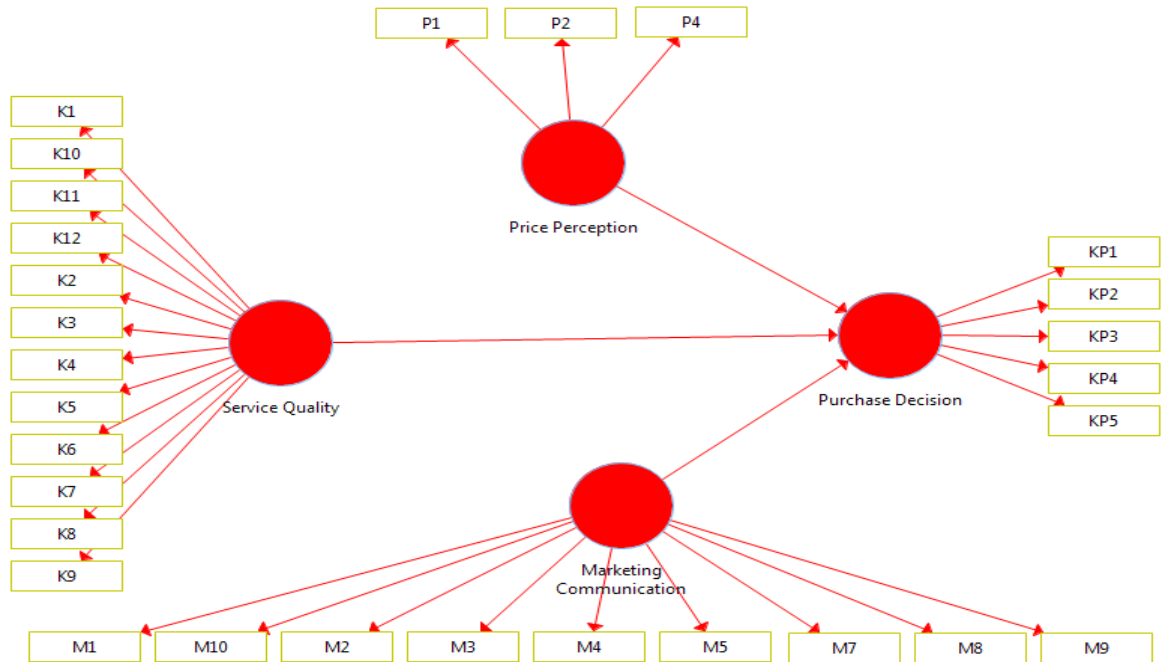 P1
P2
P4
Price Perception
K1
K10
K11
K12
K2
K3
K4
K5
K6
K7
K8
K9
Service Quality
KP1
KP2
KP3
KP4
KP5
Purchase Decision
Marketing
Communication
M1
M10
M2
M3
M4
M5
M7
M8
M9